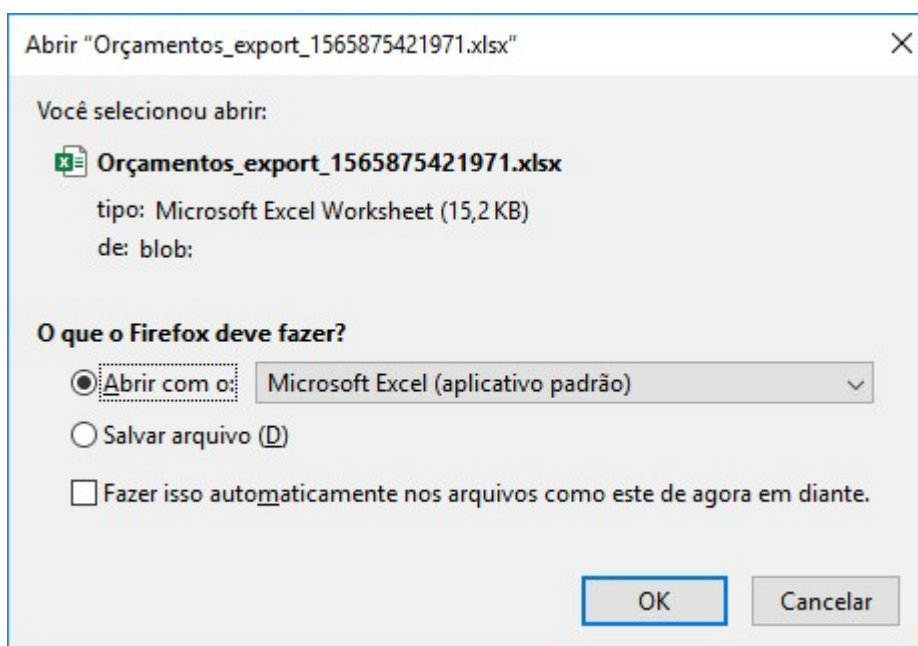 Abrir “Orçamentos_export_1565875421971.xlsx”
Você selecionou abrir:
Orçamentos_export_1565875421971.xlsx
tipo: Microsoft Excel Worksheet (15,2 KB)
de: blob:
O que o Firefox deve fazer?
Abrir com o: Microsoft Excel (aplicativo padrão)
Salvar arquivo (D)
Fazer isso automaticamente nos arquivos como este de agora em diante.
OK Cancelar